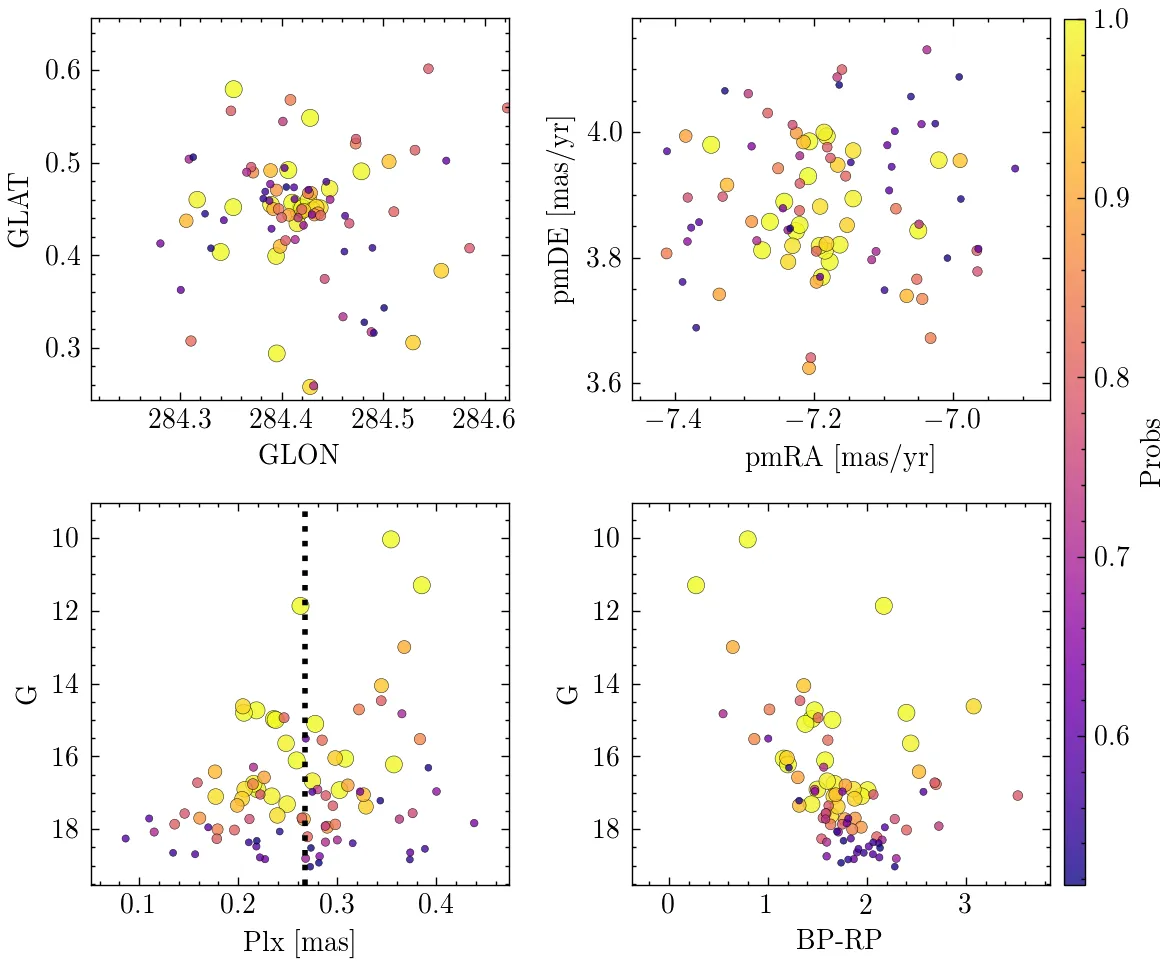 0.6
0.5
0.4
0.3
GLAT
284.3 284.4 284.5 284.6
GLON
4.0
3.8
3.6
pmDE [mas/yr]
−7.4 −7.2 −7.0
pmRA [mas/yr]
10
12
14
16
18
G
0.1 0.2 0.3 0.4
Plx [mas]
10
12
14
16
18
G
0 1 2 3
BP-RP
1.0
0.9
0.8
0.7
0.6
Probs